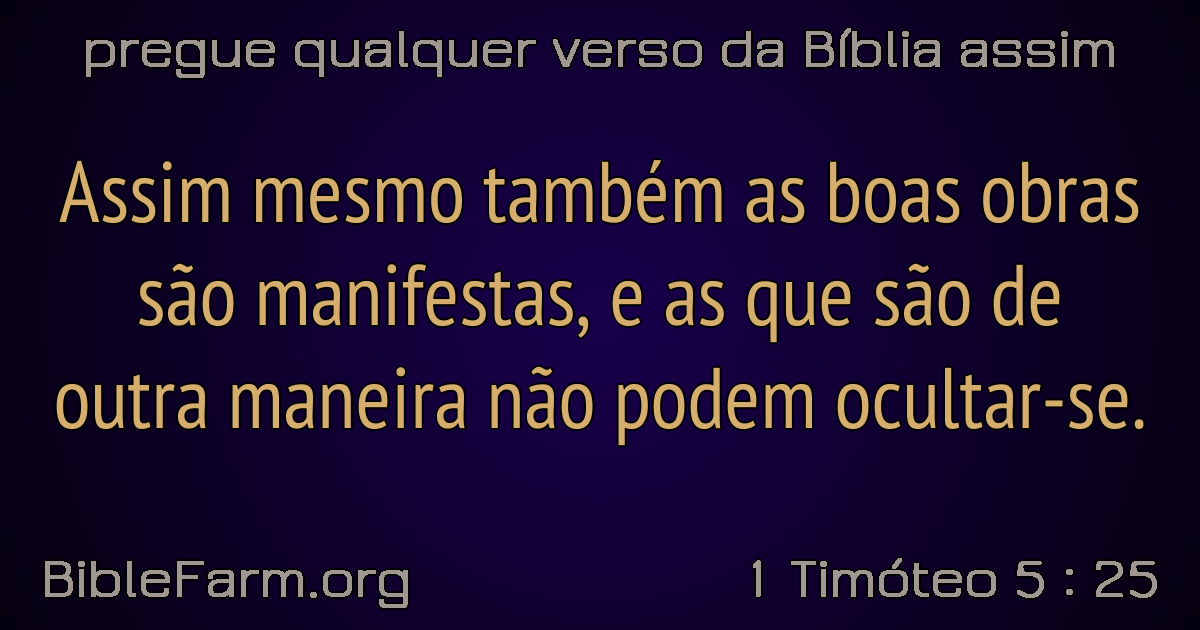 pregue qualquer verso da Bíblia assim
Assim mesmo também as boas obras
são manifestas, e as que são de
outra maneira não podem ocultar-se.
BibleFarm.org
1 Timóteo 5 : 25